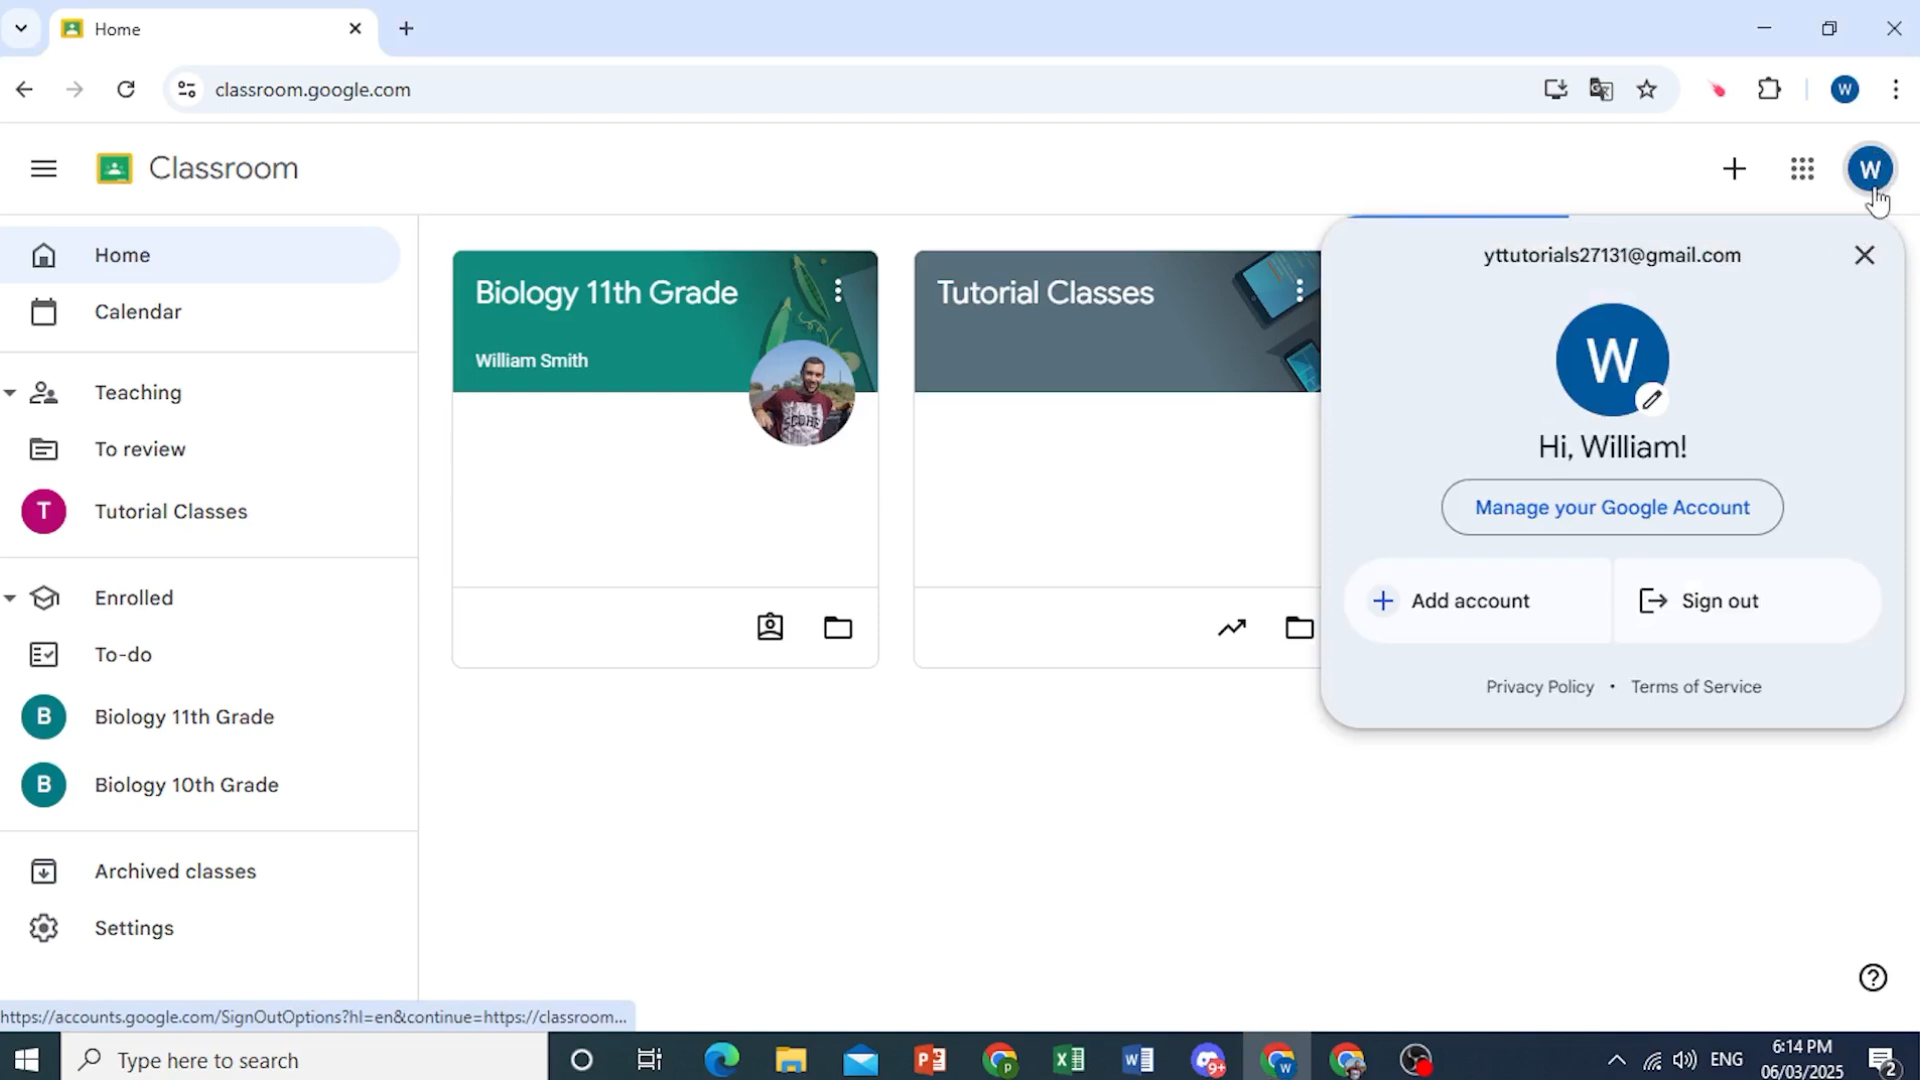 Home
classroom.google.com
W
Classroom
W
Home
Calendar
Teaching
To review
T
Tutorial Classes
Enrolled
To-do
B
Biology 11th Grade
B
Biology 10th Grade
Archived classes
Settings
Biology 11th Grade
William Smith
Tutorial Classes
yttutorials27131@gmail.com
W
Hi, William!
Manage your Google Account
Add account
Sign out
Privacy Policy • Terms of Service
https://accounts.google.com/SignOutOptions?hl=en&continue=https://classroom...
Type here to search
9+
ENG
6:14 PM
06/03/2025
2